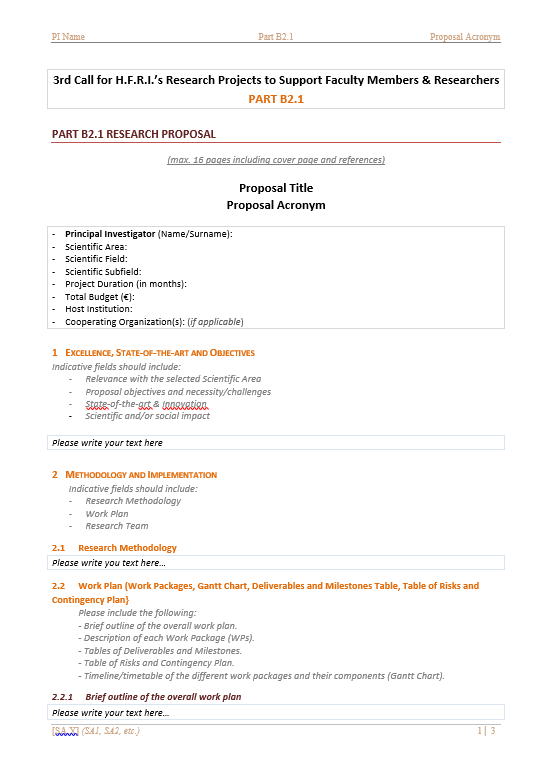 PI Name Part B2.1 Proposal Acronym
3rd Call for H.F.R.I.'s Research Projects to Support Faculty Members & Researchers
PART B2.1
PART B2.1 RESEARCH PROPOSAL
(max. 16 pages including cover page and references)
Proposal Title
Proposal Acronym
- Principal Investigator (Name/Surname):
- Scientific Area:
- Scientific Field:
- Scientific Subfield:
- Project Duration (in months):
- Total Budget (€):
- Host Institution:
- Cooperating Organization(s): (if applicable)
1 EXCELLENCE, STATE-OF-THE-ART AND OBJECTIVES
Indicative fields should include:
- Relevance with the selected Scientific Area
- Proposal objectives and necessity/challenges
- State-of-the-art & Innovation
- Scientific and/or social impact
Please write your text here
2 METHODOLOGY AND IMPLEMENTATION
Indicative fields should include:
- Research Methodology
- Work Plan
- Research Team
2.1 Research Methodology
Please write you text here...
2.2 Work Plan (Work Packages, Gantt Chart, Deliverables and Milestones Table, Table of Risks and
Contingency Plan)
Please include the following:
- Brief outline of the overall work plan.
- Description of each Work Package (WPs).
- Tables of Deliverables and Milestones.
- Table of Risks and Contingency Plan.
- Timeline/timetable of the different work packages and their components (Gantt Chart).
2.2.1 Brief outline of the overall work plan
Please write your text here...
[SA X] (SA1, SA2, etc.) 1 | 3